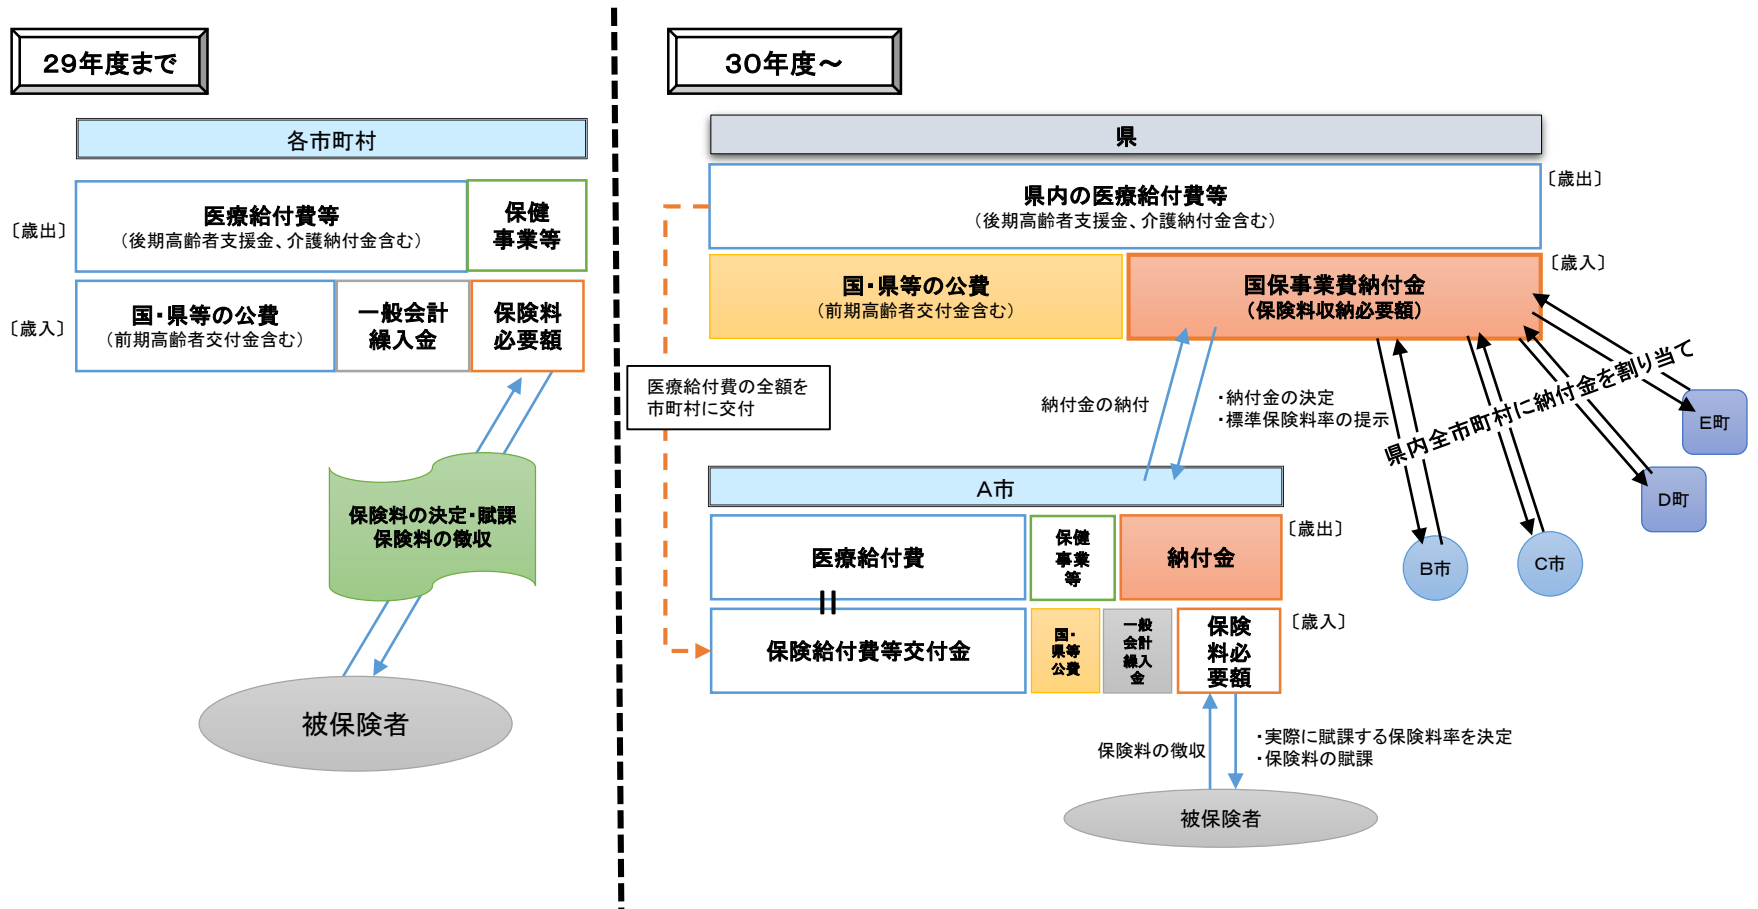 29年度まで
各市町村
〔歳出〕
医療給付費等
（後期高齢者支援金、介護納付金含む）
保健
事業等
〔歳入〕
国・県等の公費
（前期高齢者交付金含む）
一般会計
繰入金
保険料
必要額
保険料の決定・賦課
保険料の徴収
被保険者
30年度～
県
県内の医療給付費等
（後期高齢者支援金、介護納付金含む）
〔歳出〕
国・県等の公費
（前期高齢者交付金含む）
国保事業費納付金
（保険料収納必要額）
〔歳入〕
医療給付費の全額を
市町村に交付
納付金の納付
・納付金の決定
・標準保険料率の提示
県内全市町村に納付金を割り当て
E町
D町
C市
B市
A市
医療給付費
保健
事業
等
納付金
〔歳出〕
保険給付費等交付金
国・
県等
公費
一般
会計
繰入
金
保険
料必
要額
〔歳入〕
保険料の徴収
・実際に賦課する保険料率を決定
・保険料の賦課
被保険者